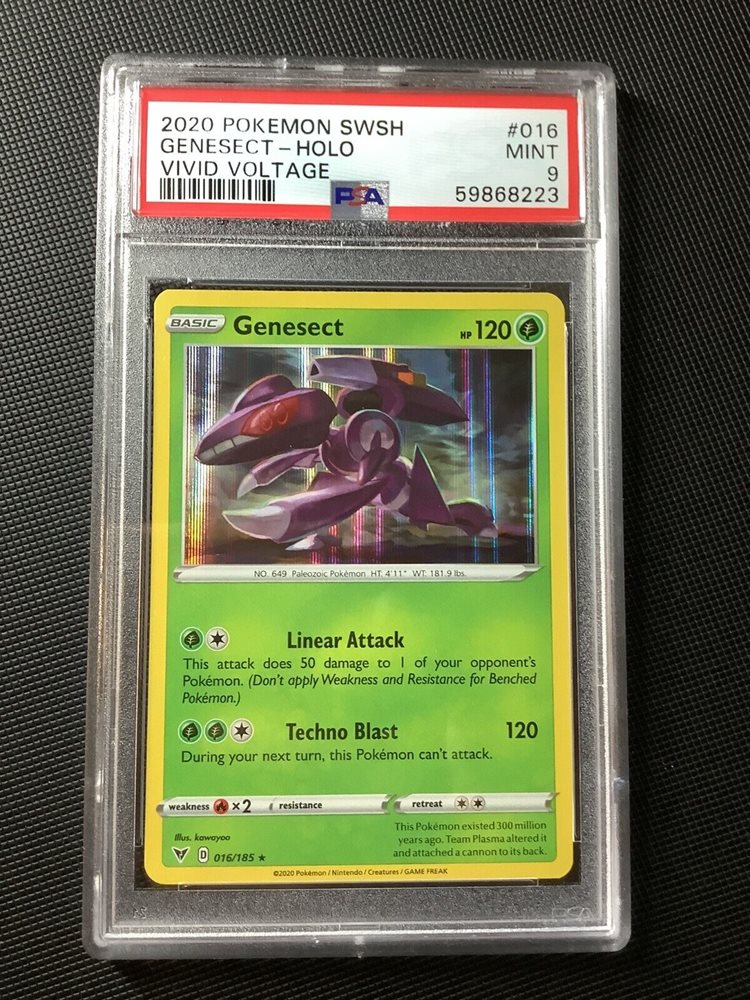 2020 POKEMON SWSH #016
GENESECT - HOLO MINT
VIVID VOLTAGE 9
PSA 59868223
BASIC Genesect HP 120
NO. 649 Paleozoic Pokémon HT: 4'11" WT: 181.9 lbs.
Linear Attack
This attack does 50 damage to 1 of your opponent's
Pokémon. (Don't apply Weakness and Resistance for Benched
Pokémon.)
Techno Blast 120
During your next turn, this Pokémon can't attack.
weakness ×2 resistance retreat
Illus. kawayoo
This Pokémon existed 300 million
years ago. Team Plasma altered it
and attached a cannon to its back.
D 016/185 ★
©2020 Pokémon / Nintendo / Creatures / GAME FREAK
PSA